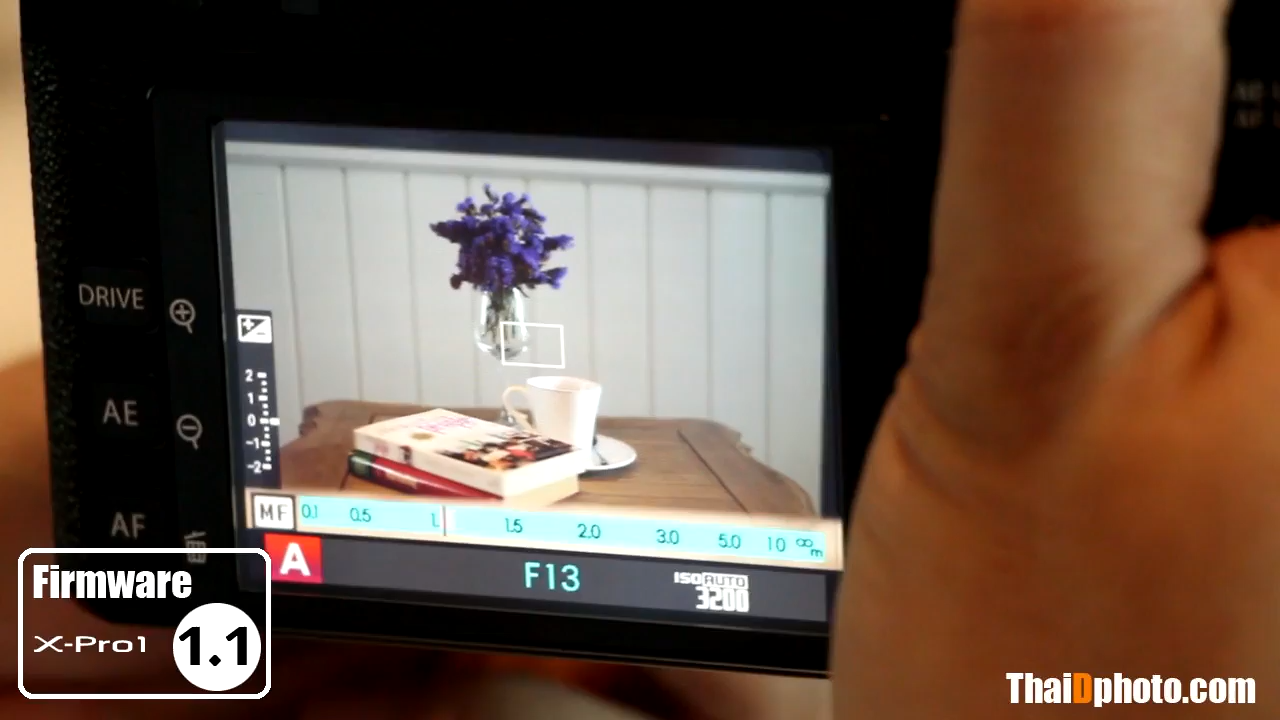 DRIVE
AE
AF
2
1
0
-1
-2
MF 0.1 0.5 1. 1.5 2.0 3.0 5.0 10 ∞ m
A F13 ISO AUTO
3200
Firmware
X-Pro1 1.1
ThaiDphoto.com